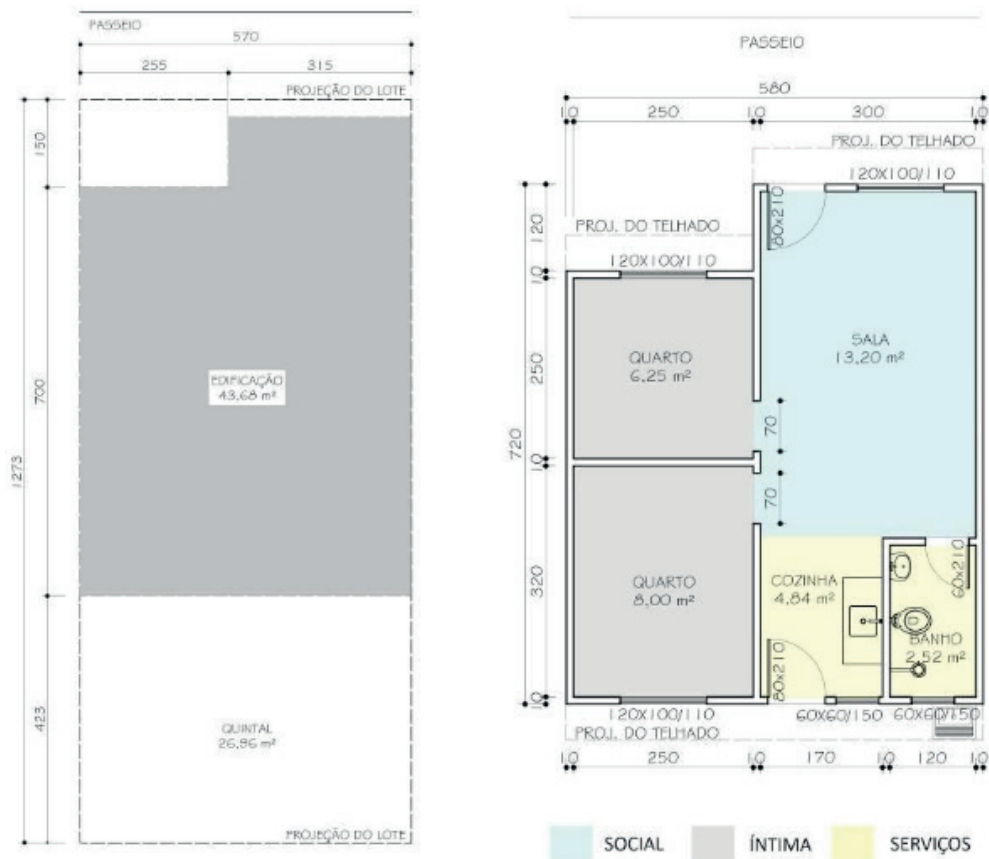 PASSEIO
570
255
315
PROJEÇÃO DO LOTE
150
700
1273
423
EDIFICAÇÃO
43,68 m²
QUINTAL
26,96 m²
PROJEÇÃO DO LOTE
PASSEIO
580
10
250
10
300
10
PROJ. DO TELHADO
120X100/110
80x210
120
PROJ. DO TELHADO
120X100/110
10
QUARTO
6,25 m²
SALA
13,20 m²
250
70
720
10
70
320
QUARTO
8,00 m²
COZINHA
4,84 m²
60x210
BANHO
2,52 m²
80x210
10
120X100/110
60X60/150
60X60/150
PROJ. DO TELHADO
10
250
10
170
10
120
10
SOCIAL
ÍNTIMA
SERVIÇOS